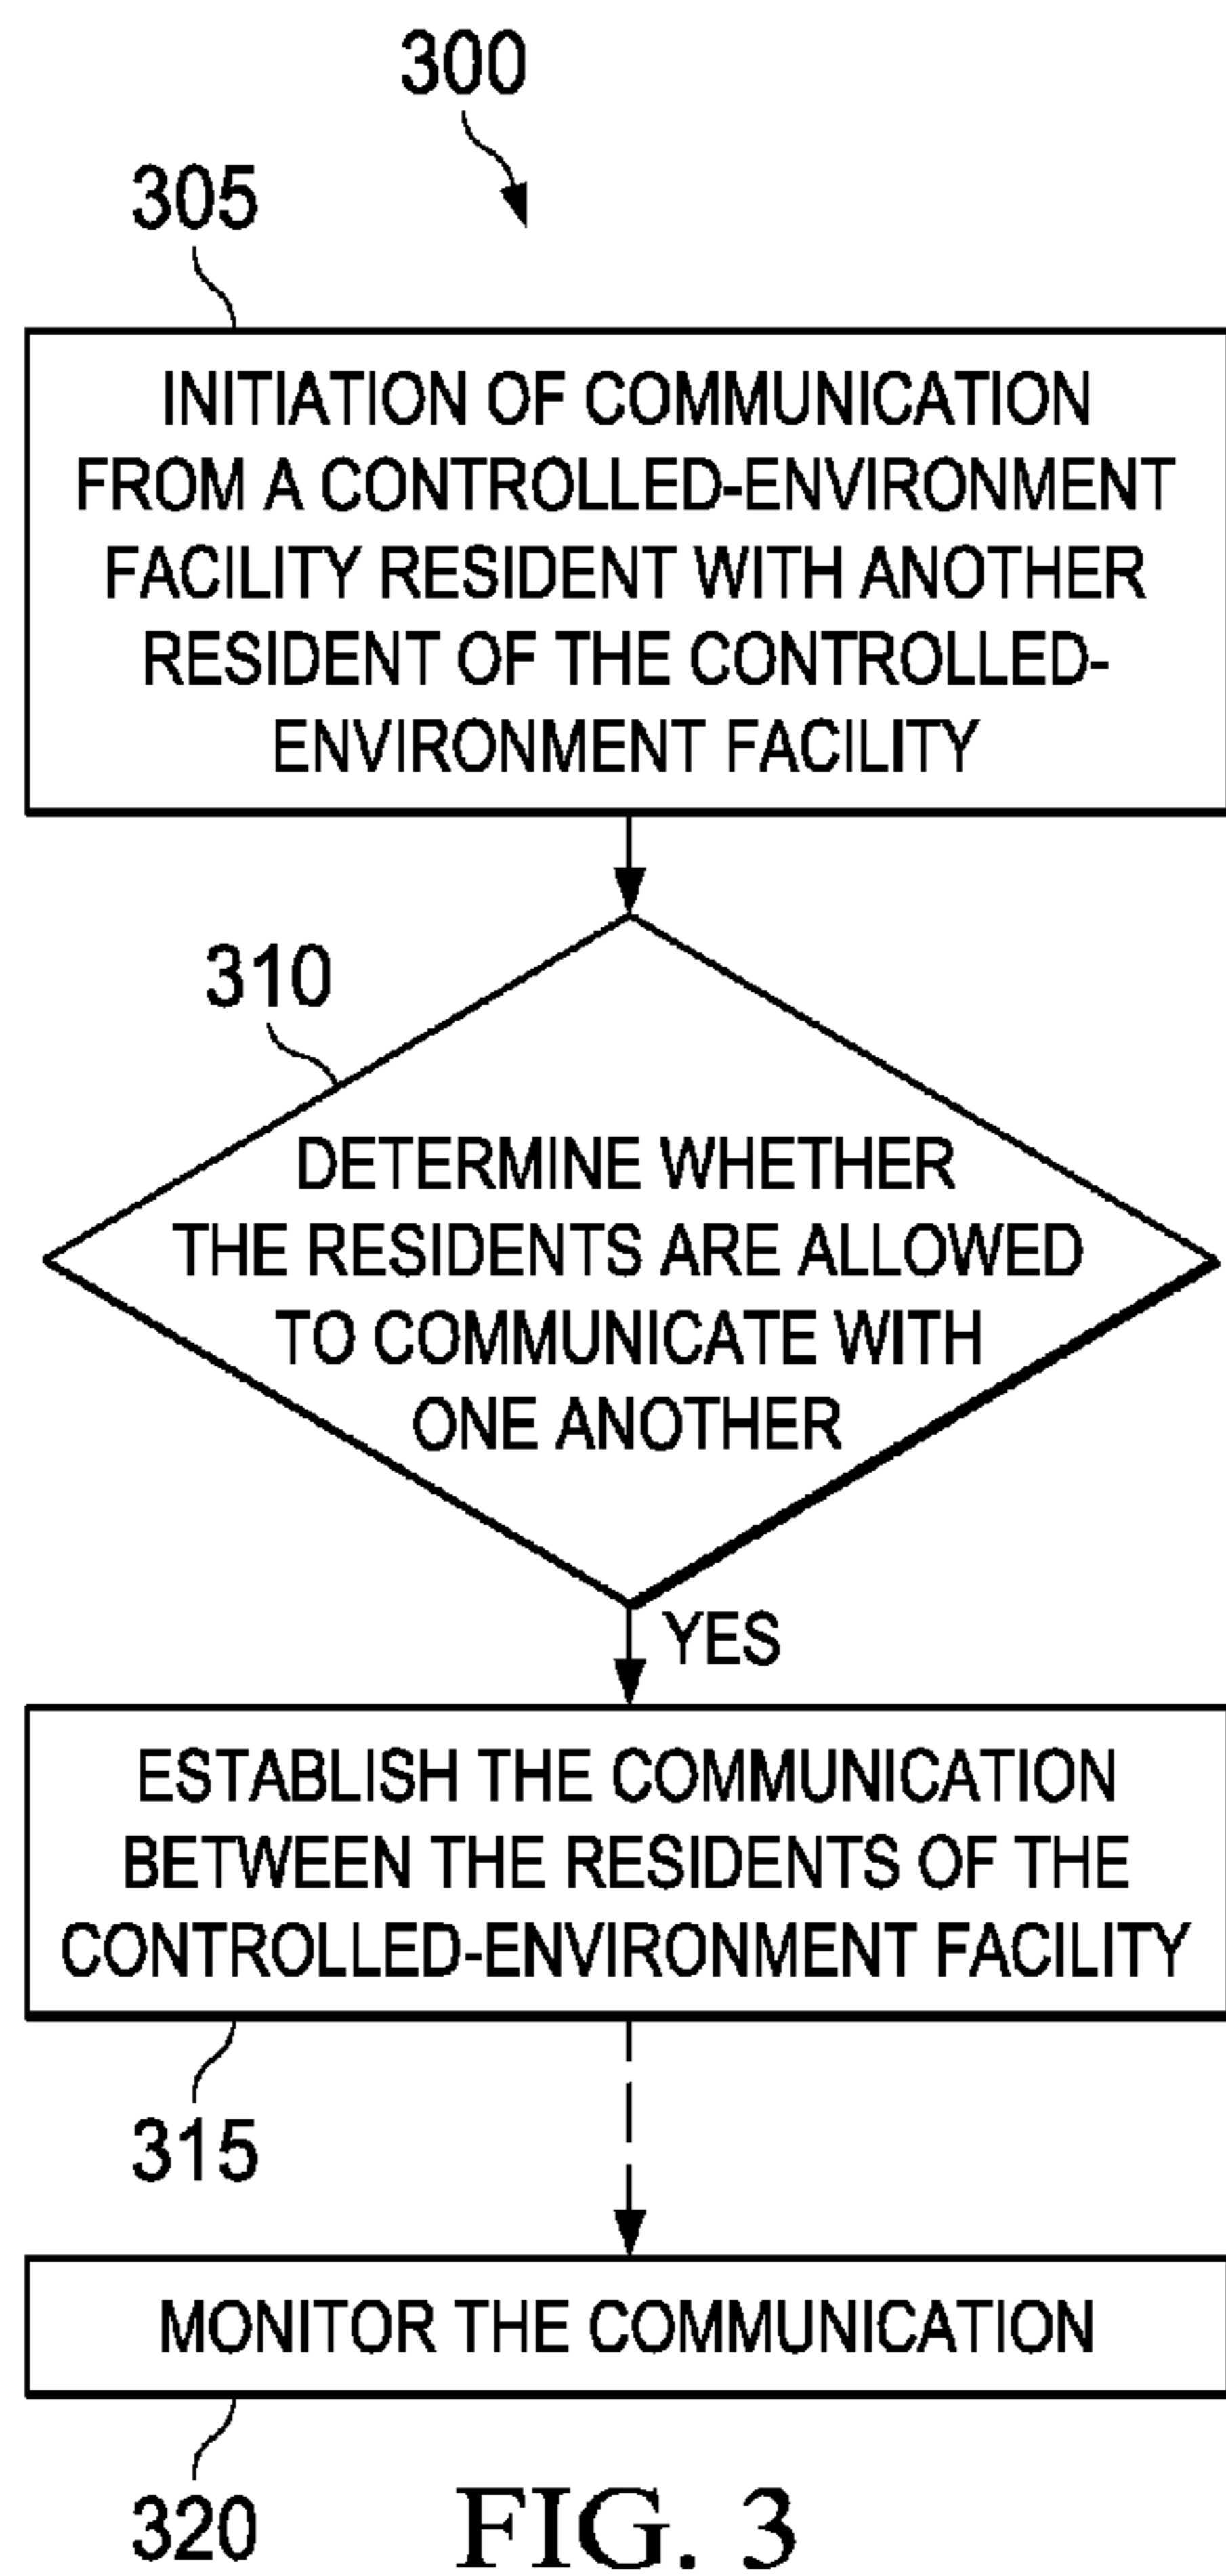 300
305
INITIATION OF COMMUNICATION
FROM A CONTROLLED-ENVIRONMENT
FACILITY RESIDENT WITH ANOTHER
RESIDENT OF THE CONTROLLED-
ENVIRONMENT FACILITY
310
DETERMINE WHETHER
THE RESIDENTS ARE ALLOWED
TO COMMUNICATE WITH
ONE ANOTHER
YES
ESTABLISH THE COMMUNICATION
BETWEEN THE RESIDENTS OF THE
CONTROLLED-ENVIRONMENT FACILITY
315
MONITOR THE COMMUNICATION
320
FIG. 3